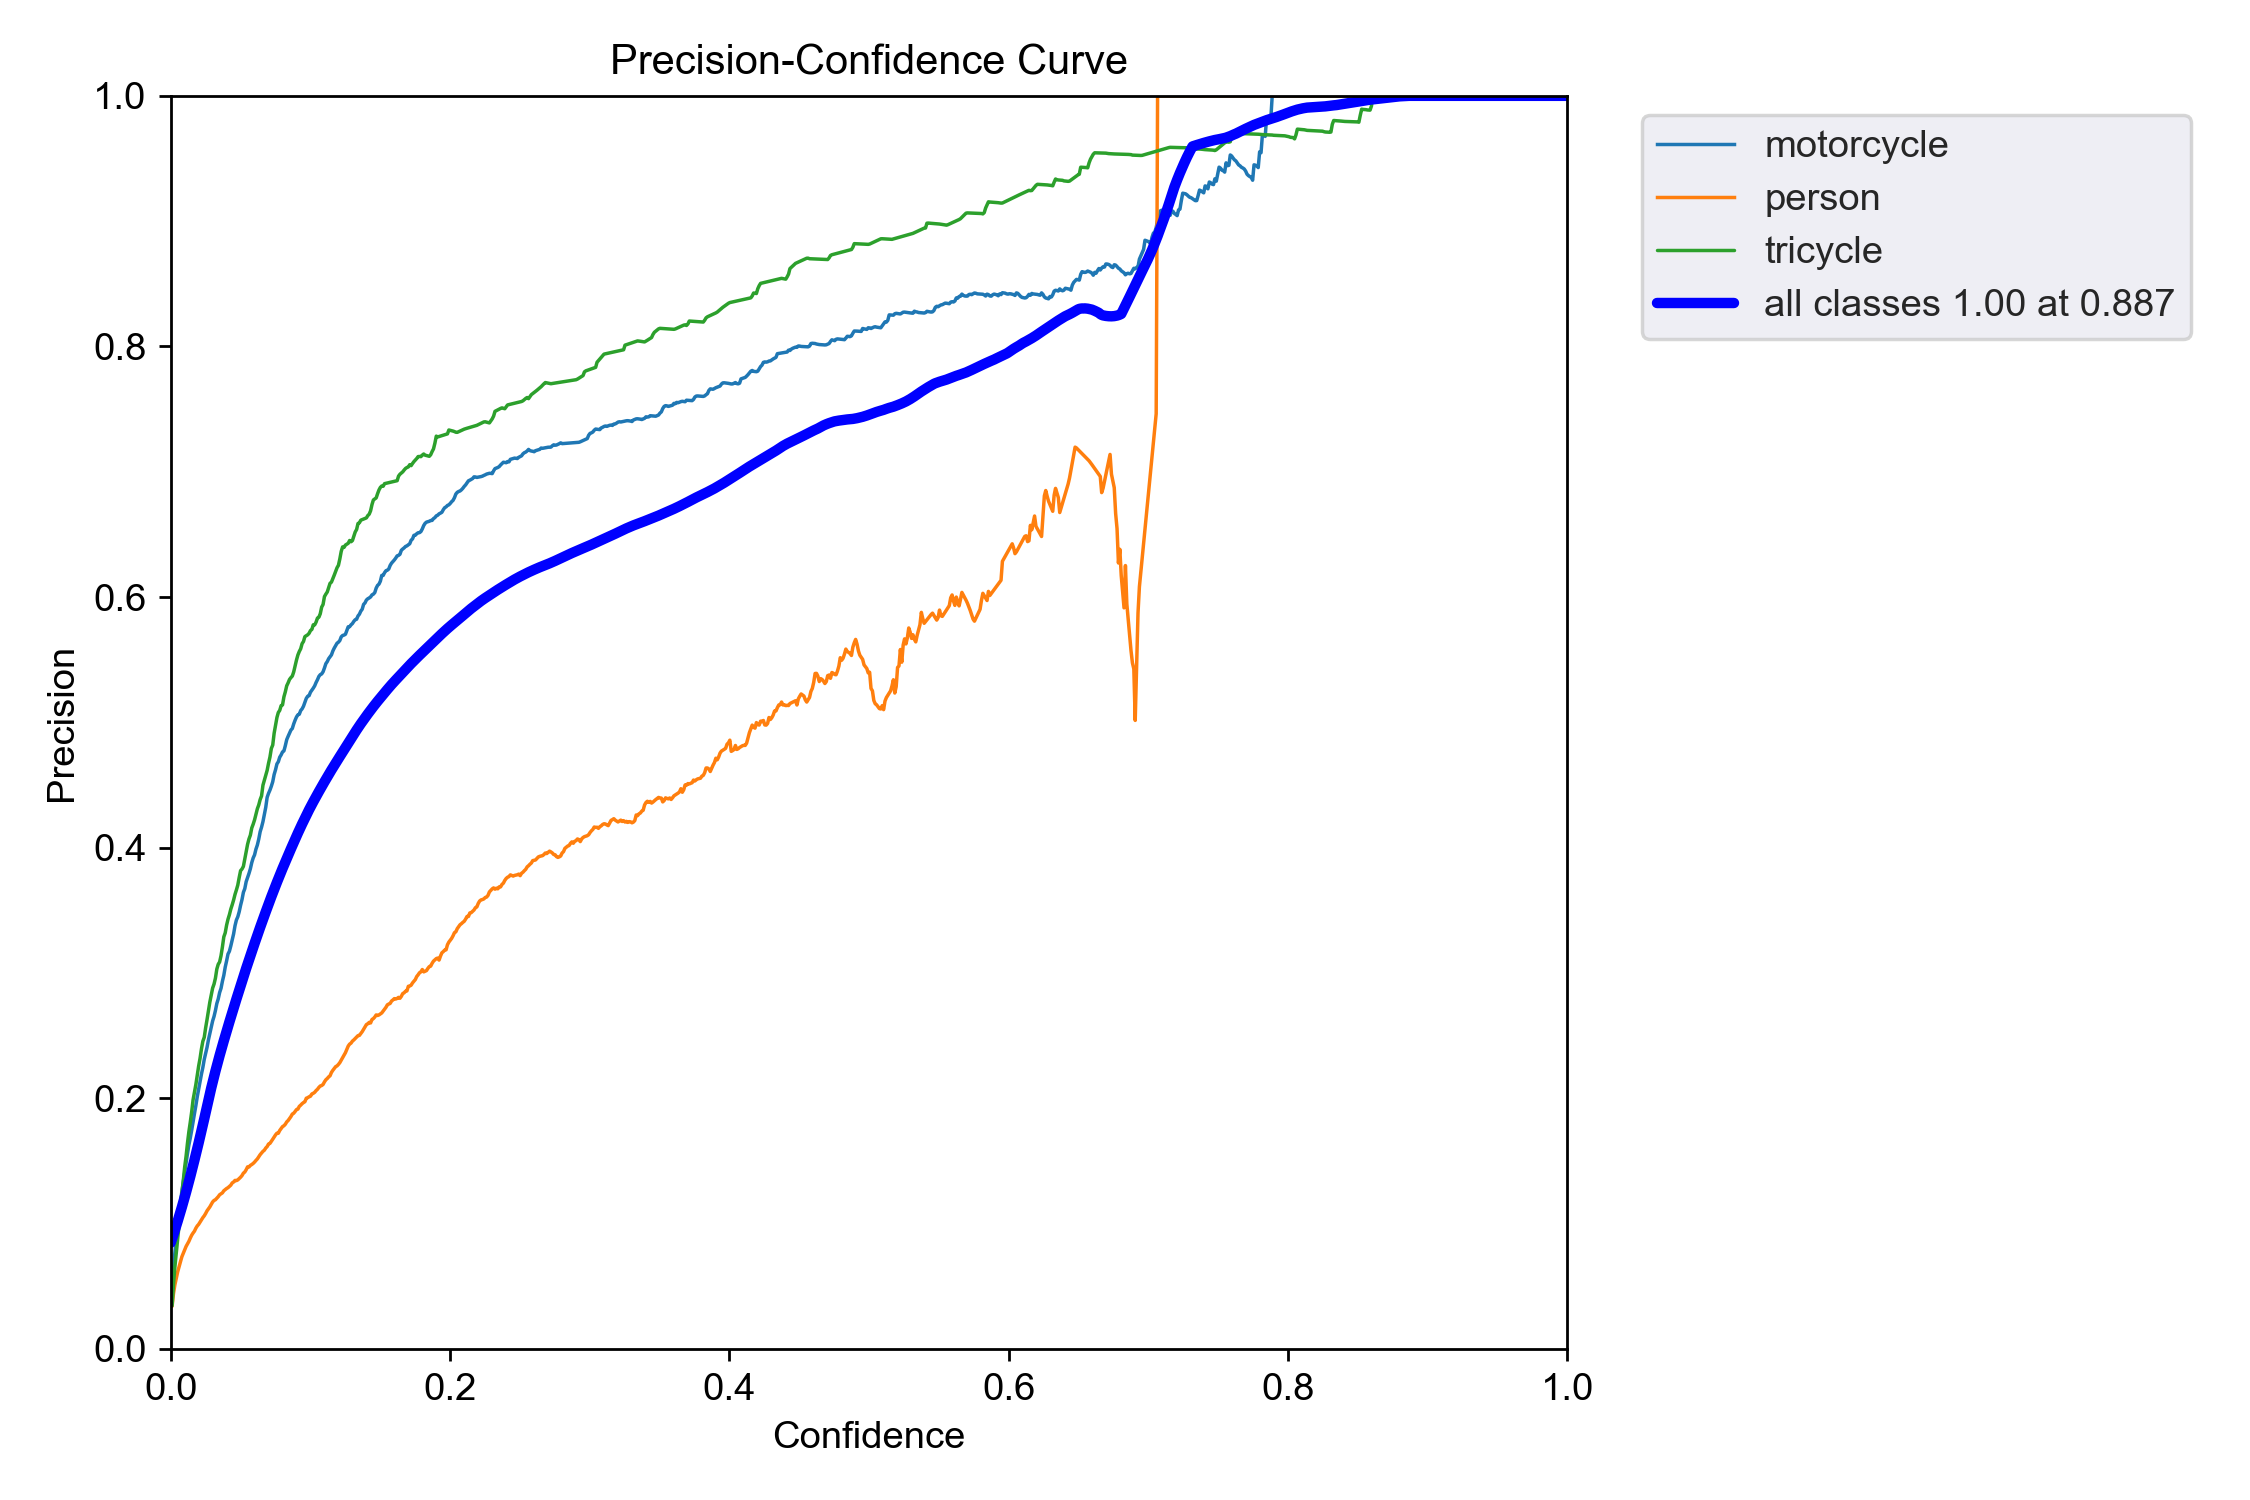 Precision-Confidence Curve
1.0
0.8
0.6
0.4
0.2
0.0
Precision
0.0 0.2 0.4 0.6 0.8 1.0
Confidence
motorcycle
person
tricycle
all classes 1.00 at 0.887